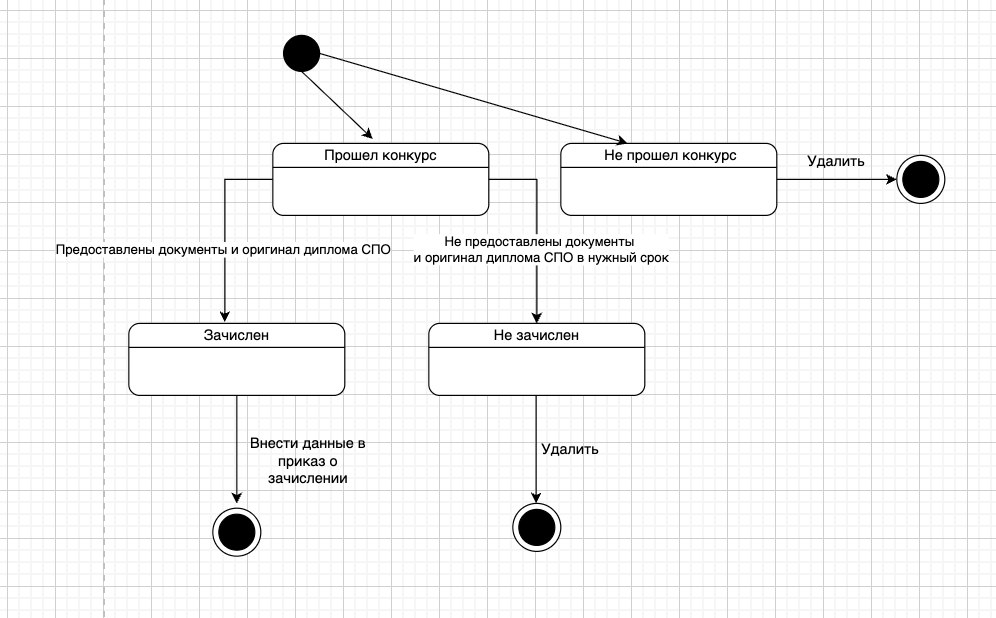 Прошел конкурс
Не прошел конкурс
Удалить
Предоставлены документы и оригинал диплома СПО
Не предоставлены документы
и оригинал диплома СПО в нужный срок
Зачислен
Не зачислен
Внести данные в
приказ о
зачислении
Удалить